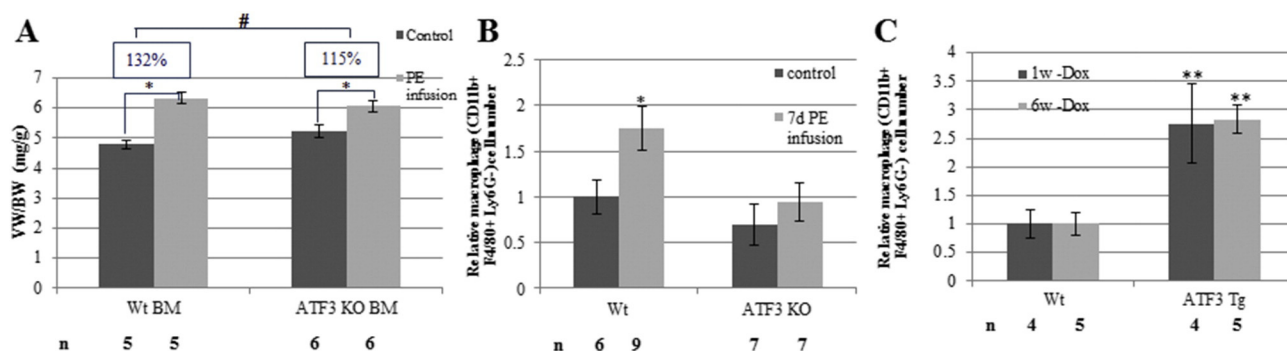 A
#
132%
115%
Control
PE
infusion
*
*
7
6
5
4
3
2
1
0
VW/BW (mg/g)
Wt BM
ATF3 KO BM
n 5 5 6 6
B
2.5
2
1.5
1
0.5
0
Relative macrophage (CD11b+
F4/80+ Ly6G-) cell number
control
7d PE
infusion
*
Wt
ATF3 KO
n 6 9 7 7
C
4
3.5
3
2.5
2
1.5
1
0.5
0
Relative macrophage (CD11b+
F4/80+ Ly6G-) cell number
1w -Dox
6w -Dox
**
**
Wt
ATF3 Tg
n 4 5 4 5